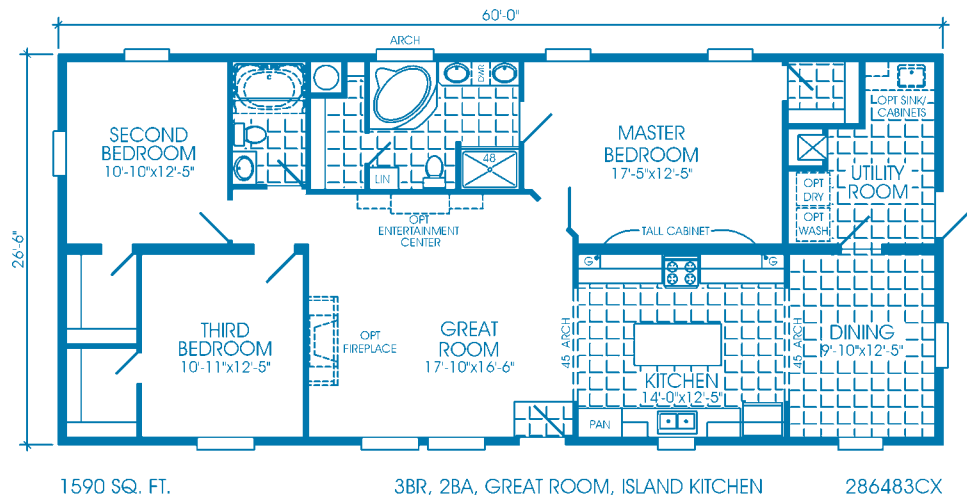 60'-0"
ARCH
DWR
OPT SINK/
CABINETS
SECOND
BEDROOM
10'-10"x12'-5"
MASTER
BEDROOM
17'-5"x12'-5"
48
LIN
UTILITY
ROOM
OPT
DRY
OPT
WASH
OPT
ENTERTAINMENT
CENTER
TALL CABINET
26'-6"
G
G
THIRD
BEDROOM
10'-11"x12'-5"
OPT
FIREPLACE
GREAT
ROOM
17'-10"x16'-6"
45 ARCH
KITCHEN
14'-0"x12'-5"
45 ARCH
DINING
9'-10"x12'-5"
PAN
1590 SQ. FT.
3BR, 2BA, GREAT ROOM, ISLAND KITCHEN
286483CX